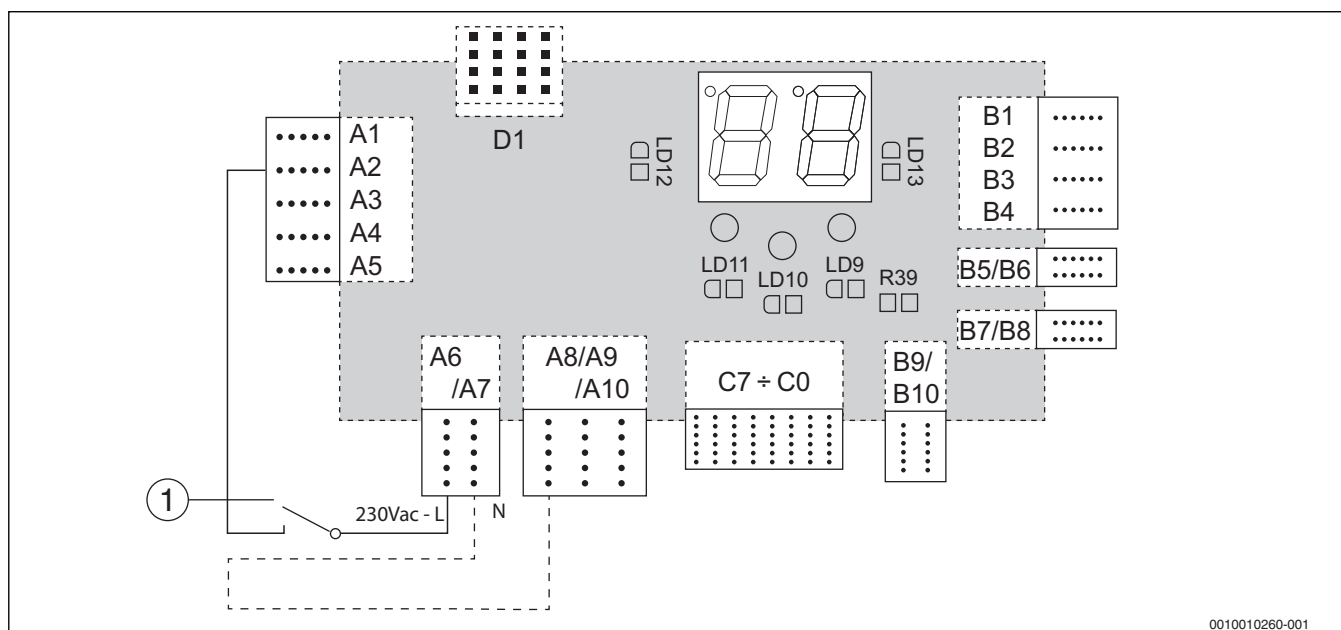 D1
A1
A2
A3
A4
A5
LD12
LD13
B1
B2
B3
B4
LD11
LD10
LD9
R39
B5/B6
B7/B8
A6
/A7
A8/A9
/A10
C7 ÷ C0
B9/
B10
1
230Vac - L
N
0010010260-001